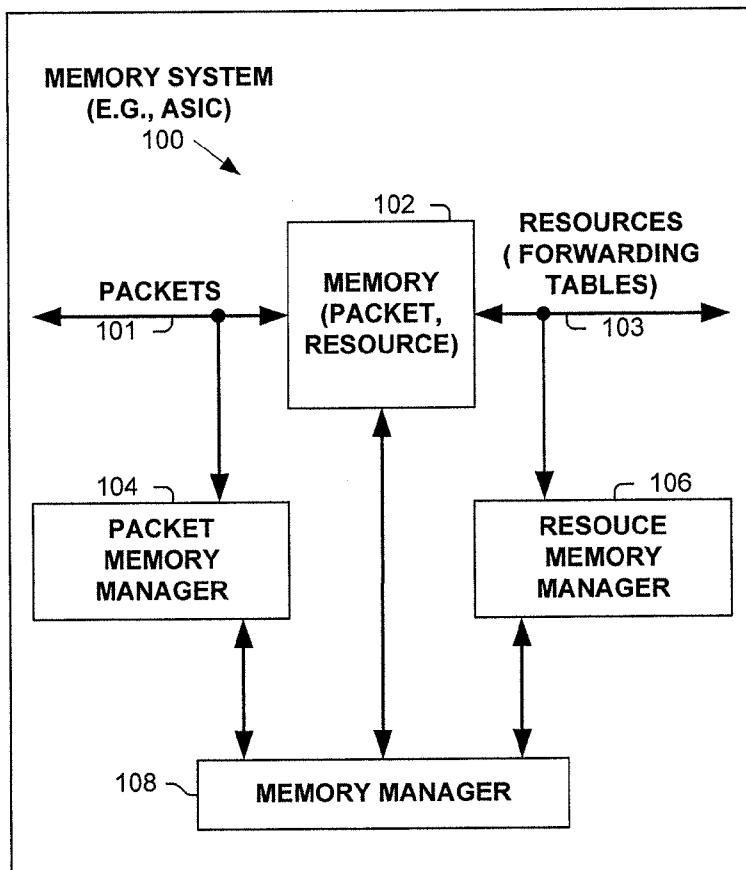 MEMORY SYSTEM
(E.G., ASIC)
100
102
RESOURCES
( FORWARDING
TABLES)
PACKETS
101
MEMORY
(PACKET,
RESOURCE)
103
104
PACKET
MEMORY
MANAGER
106
RESOUCE
MEMORY
MANAGER
108
MEMORY MANAGER